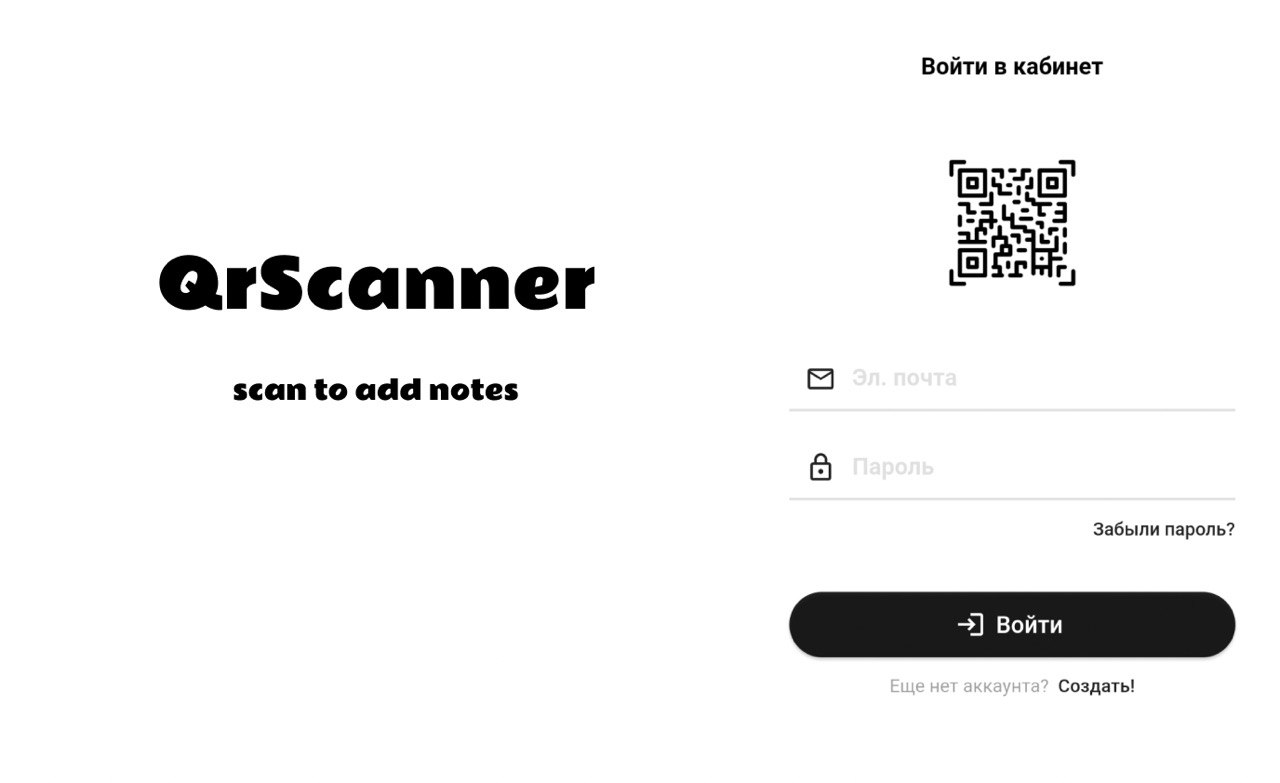 QrScanner
scan to add notes
Войти в кабинет
Эл. почта
Пароль
Забыли пароль?
Войти
Еще нет аккаунта? Создать!